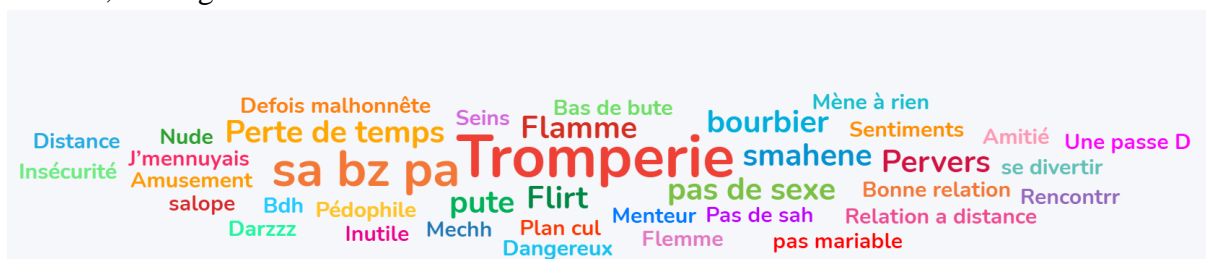 Mène à rien
Defois malhonnête
Bas de bute
Seins
bourbier
Flamme
Sentiments
Perte de temps
Nude
Distance
Amitié
Une passe D
Tromperie
J'mennuyais
smahene
Pervers
se divertir
Insécurité
sa bz pa
Amusement
pas de sexe
Bonne relation
Rencontrr
Flirt
pute
salope
Bdh
Pédophile
Menteur
Pas de sah
Relation a distance
Darzzz
Inutile
Mechh
Plan cul
Flemme
pas mariable
Dangereux